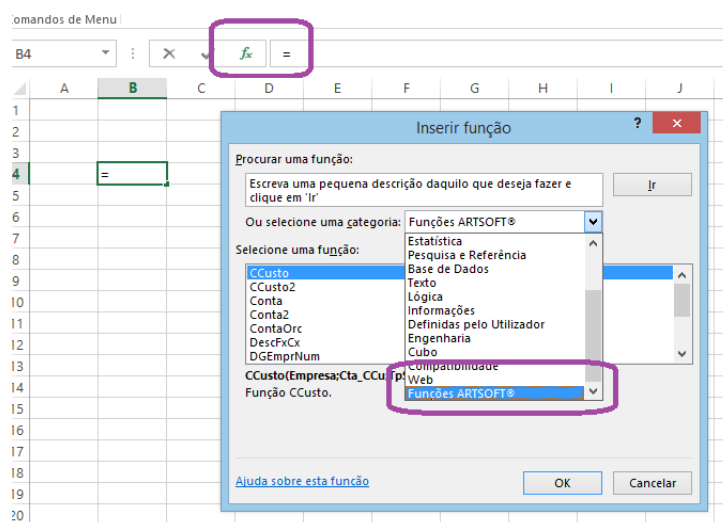 omandos de Menu
B4
fx
=
A B C D E F G H I J
1
2
3
4 =
5
6
7
8
9
10
11
12
13
14
15
16
17
18
19
20
Inserir função ? ×
Procurar uma função:
Escreva uma pequena descrição daquilo que deseja fazer e
clique em 'Ir'
Ir
Ou selecione uma categoria: Funções ARTSOFT®
Estatística
Pesquisa e Referência
Base de Dados
Texto
Lógica
Informações
Definidas pelo Utilizador
Engenharia
Cubo
Compatibilidade
Web
Funções ARTSOFT®
Selecione uma função:
CCusto
CCusto2
Conta
Conta2
ContaOrc
DescFxCx
DGEmprNum
CCusto(Empresa;Cta_CCu;Tp
Função CCusto.
Ajuda sobre esta função
OK
Cancelar